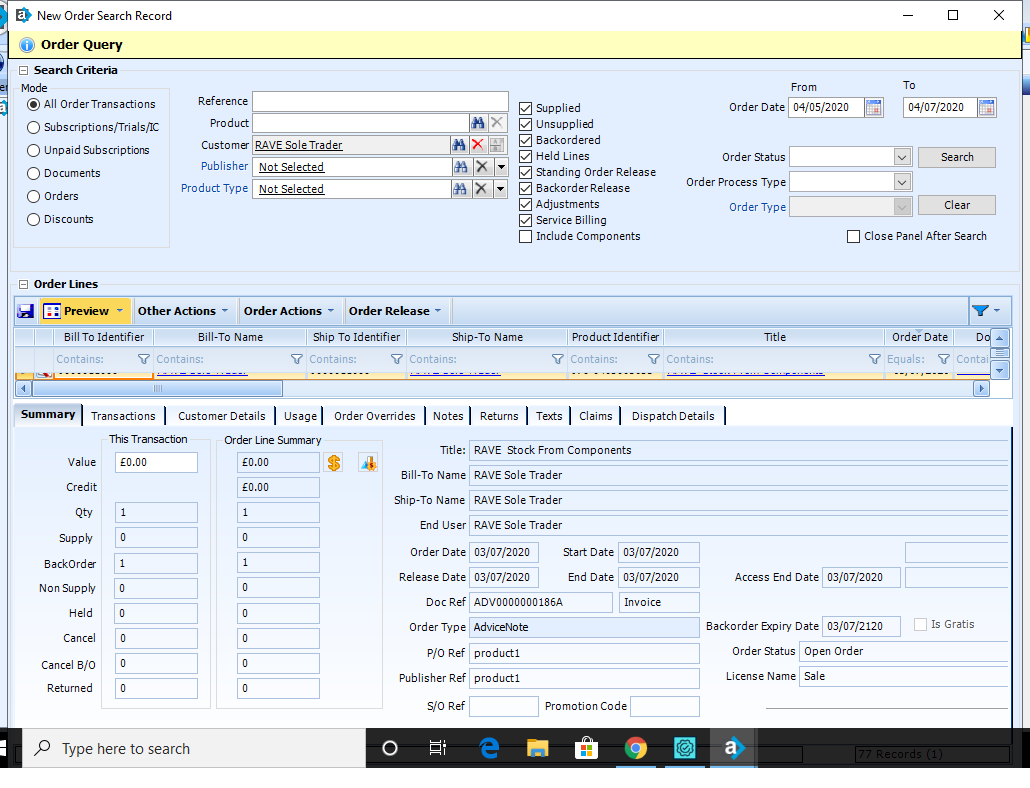 New Order Search Record
Order Query
Search Criteria
Mode
All Order Transactions
Subscriptions/Trials/IC
Unpaid Subscriptions
Documents
Orders
Discounts
Reference
Product
Customer RAVE Sole Trader
Publisher Not Selected
Product Type Not Selected
Supplied
Unsupplied
Backordered
Held Lines
Standing Order Release
Backorder Release
Adjustments
Service Billing
Include Components
From To
Order Date 04/05/2020 04/07/2020
Order Status Search
Order Process Type
Order Type Clear
Close Panel After Search
Order Lines
Preview Other Actions Order Actions Order Release
Bill To Identifier Bill-To Name Ship To Identifier Ship-To Name Product Identifier Title Order Date Do
Contains: Contains: Contains: Contains: Contains: Contains: Equals: Contai
Summary Transactions Customer Details Usage Order Overrides Notes Returns Texts Claims Dispatch Details
This Transaction Order Line Summary
Value £0.00 £0.00
Credit £0.00
Qty 1 1
Supply 0 0
BackOrder 1 1
Non Supply 0 0
Held 0 0
Cancel 0 0
Cancel B/O 0 0
Returned 0 0
Title: RAVE Stock From Components
Bill-To Name RAVE Sole Trader
Ship-To Name RAVE Sole Trader
End User RAVE Sole Trader
Order Date 03/07/2020 Start Date 03/07/2020
Release Date 03/07/2020 End Date 03/07/2020 Access End Date 03/07/2020
Doc Ref ADV0000000186A Invoice
Order Type AdviceNote Backorder Expiry Date 03/07/2120 Is Gratis
P/O Ref product1 Order Status Open Order
Publisher Ref product1 License Name Sale
S/O Ref Promotion Code
Type here to search
77 Records (1)